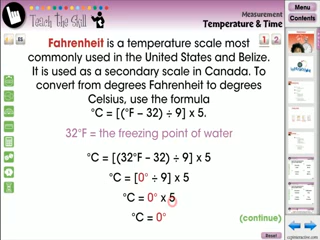 Teach the Skill
Measurement
Temperature & Time
Menu
Contents
1 2
Fahrenheit is a temperature scale most
commonly used in the United States and Belize.
It is used as a secondary scale in Canada. To
convert from degrees Fahrenheit to degrees
Celsius, use the formula
°C = [(°F – 32) ÷ 9] x 5.
32°F = the freezing point of water
°C = [(32°F – 32) ÷ 9] x 5
°C = [0° ÷ 9] x 5
°C = 0° x 5
°C = 0°
(continue)
Reset